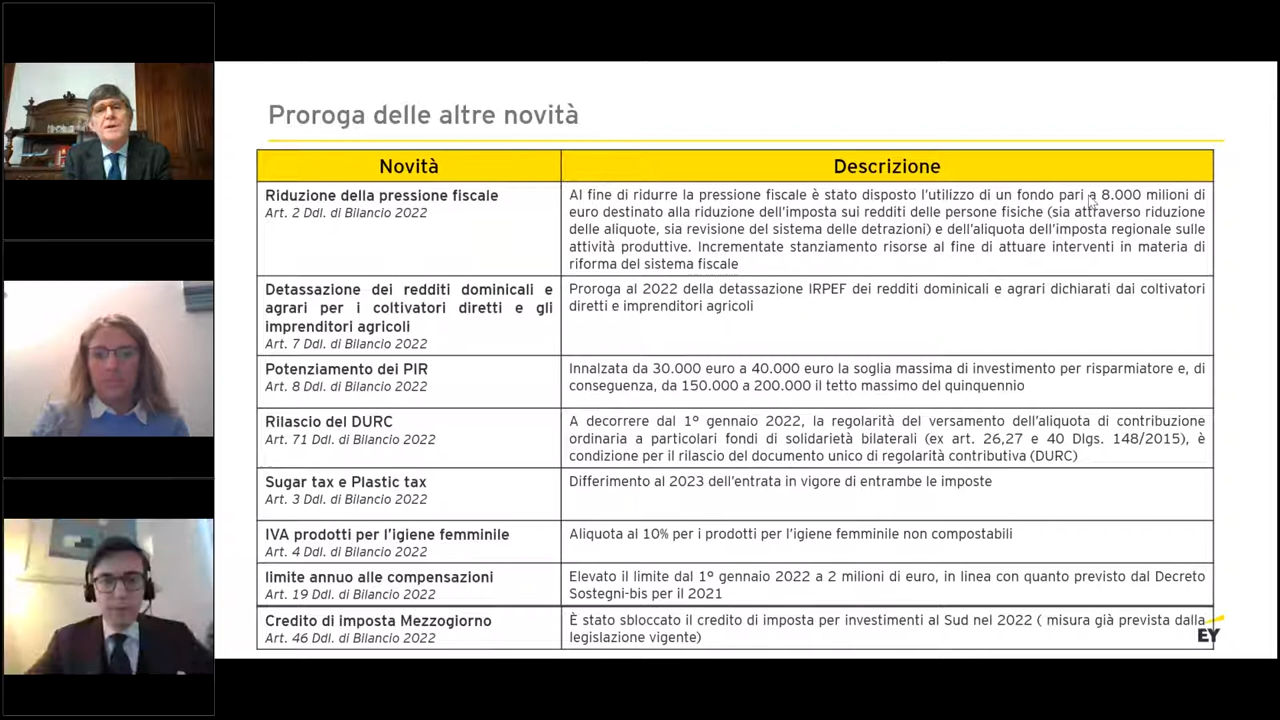 Proroga delle altre novità
Novità
Descrizione
Riduzione della pressione fiscale
Art. 2 Ddl. di Bilancio 2022
Al fine di ridurre la pressione fiscale è stato disposto l'utilizzo di un fondo pari a 8.000 milioni di
euro destinato alla riduzione dell'imposta sui redditi delle persone fisiche (sia attraverso riduzione
delle aliquote, sia revisione del sistema delle detrazioni) e dell'aliquota dell'imposta regionale sulle
attività produttive. Incrementate stanziamento risorse al fine di attuare interventi in materia di
riforma del sistema fiscale
Detassazione dei redditi dominicali e
agrari per i coltivatori diretti e gli
imprenditori agricoli
Art. 7 Ddl. di Bilancio 2022
Proroga al 2022 della detassazione IRPEF dei redditi dominicali e agrari dichiarati dai coltivatori
diretti e imprenditori agricoli
Potenziamento dei PIR
Art. 8 Ddl. di Bilancio 2022
Innalzata da 30.000 euro a 40.000 euro la soglia massima di investimento per risparmiatore e, di
conseguenza, da 150.000 a 200.000 il tetto massimo del quinquennio
Rilascio del DURC
Art. 71 Ddl. di Bilancio 2022
A decorrere dal 1° gennaio 2022, la regolarità del versamento dell'aliquota di contribuzione
ordinaria a particolari fondi di solidarietà bilaterali (ex art. 26,27 e 40 Dlgs. 148/2015), è
condizione per il rilascio del documento unico di regolarità contributiva (DURC)
Sugar tax e Plastic tax
Art. 3 Ddl. di Bilancio 2022
Differimento al 2023 dell'entrata in vigore di entrambe le imposte
IVA prodotti per l'igiene femminile
Art. 4 Ddl. di Bilancio 2022
Aliquota al 10% per i prodotti per l'igiene femminile non compostabili
limite annuo alle compensazioni
Art. 19 Ddl. di Bilancio 2022
Elevato il limite dal 1° gennaio 2022 a 2 milioni di euro, in linea con quanto previsto dal Decreto
Sostegni-bis per il 2021
Credito di imposta Mezzogiorno
Art. 46 Ddl. di Bilancio 2022
È stato sbloccato il credito di imposta per investimenti al Sud nel 2022 ( misura già prevista dalla
legislazione vigente)
EY